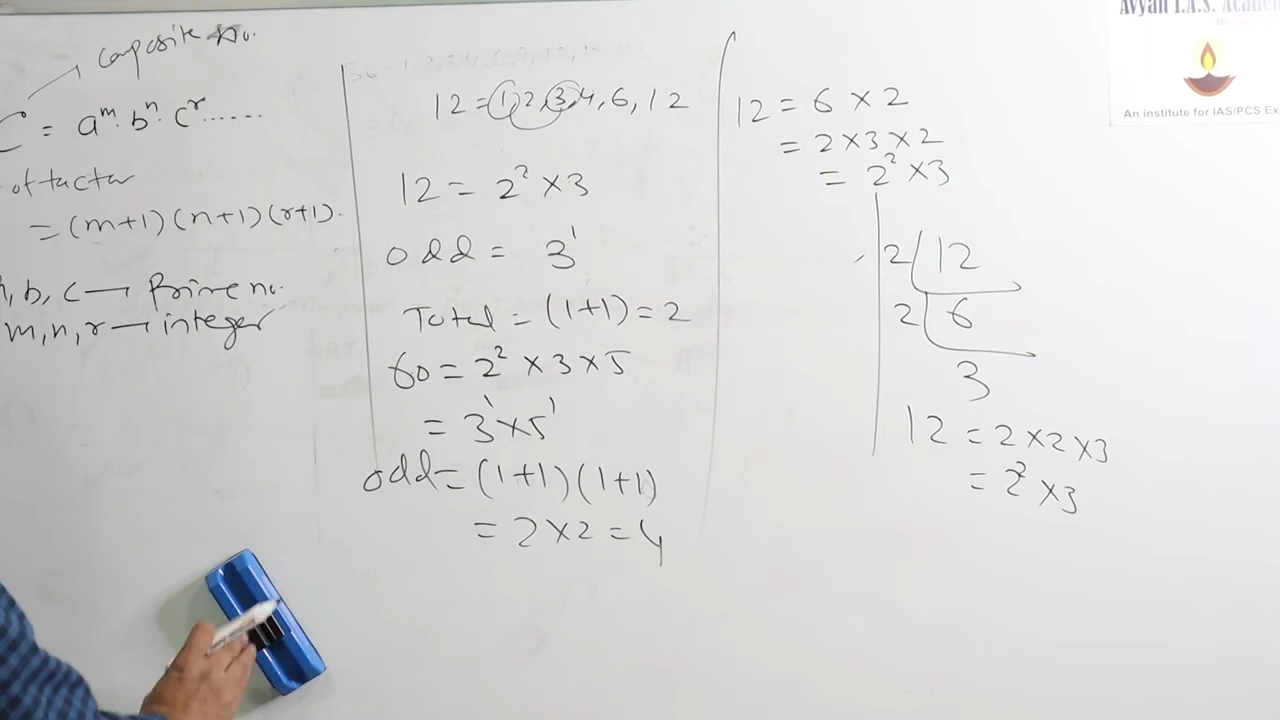 Composite No.
C = a^m. b^n. c^r ......
of factor
= (m+1) (n+1) (r+1).
a, b, c → Prime no.
m, n, r → integer
12 = 1, 2, 3, 4, 6, 12
12 = 2² × 3
odd = 3¹
Total = (1+1) = 2
60 = 2² × 3 × 5
= 3¹ × 5¹
odd = (1+1) (1+1)
= 2 × 2 = 4
12 = 6 × 2
= 2 × 3 × 2
= 2² × 3
2 12
2 6
3
12 = 2 × 2 × 3
= 2² × 3
Avyan I.A.S. Acade
An institute for IAS/PCS Ex